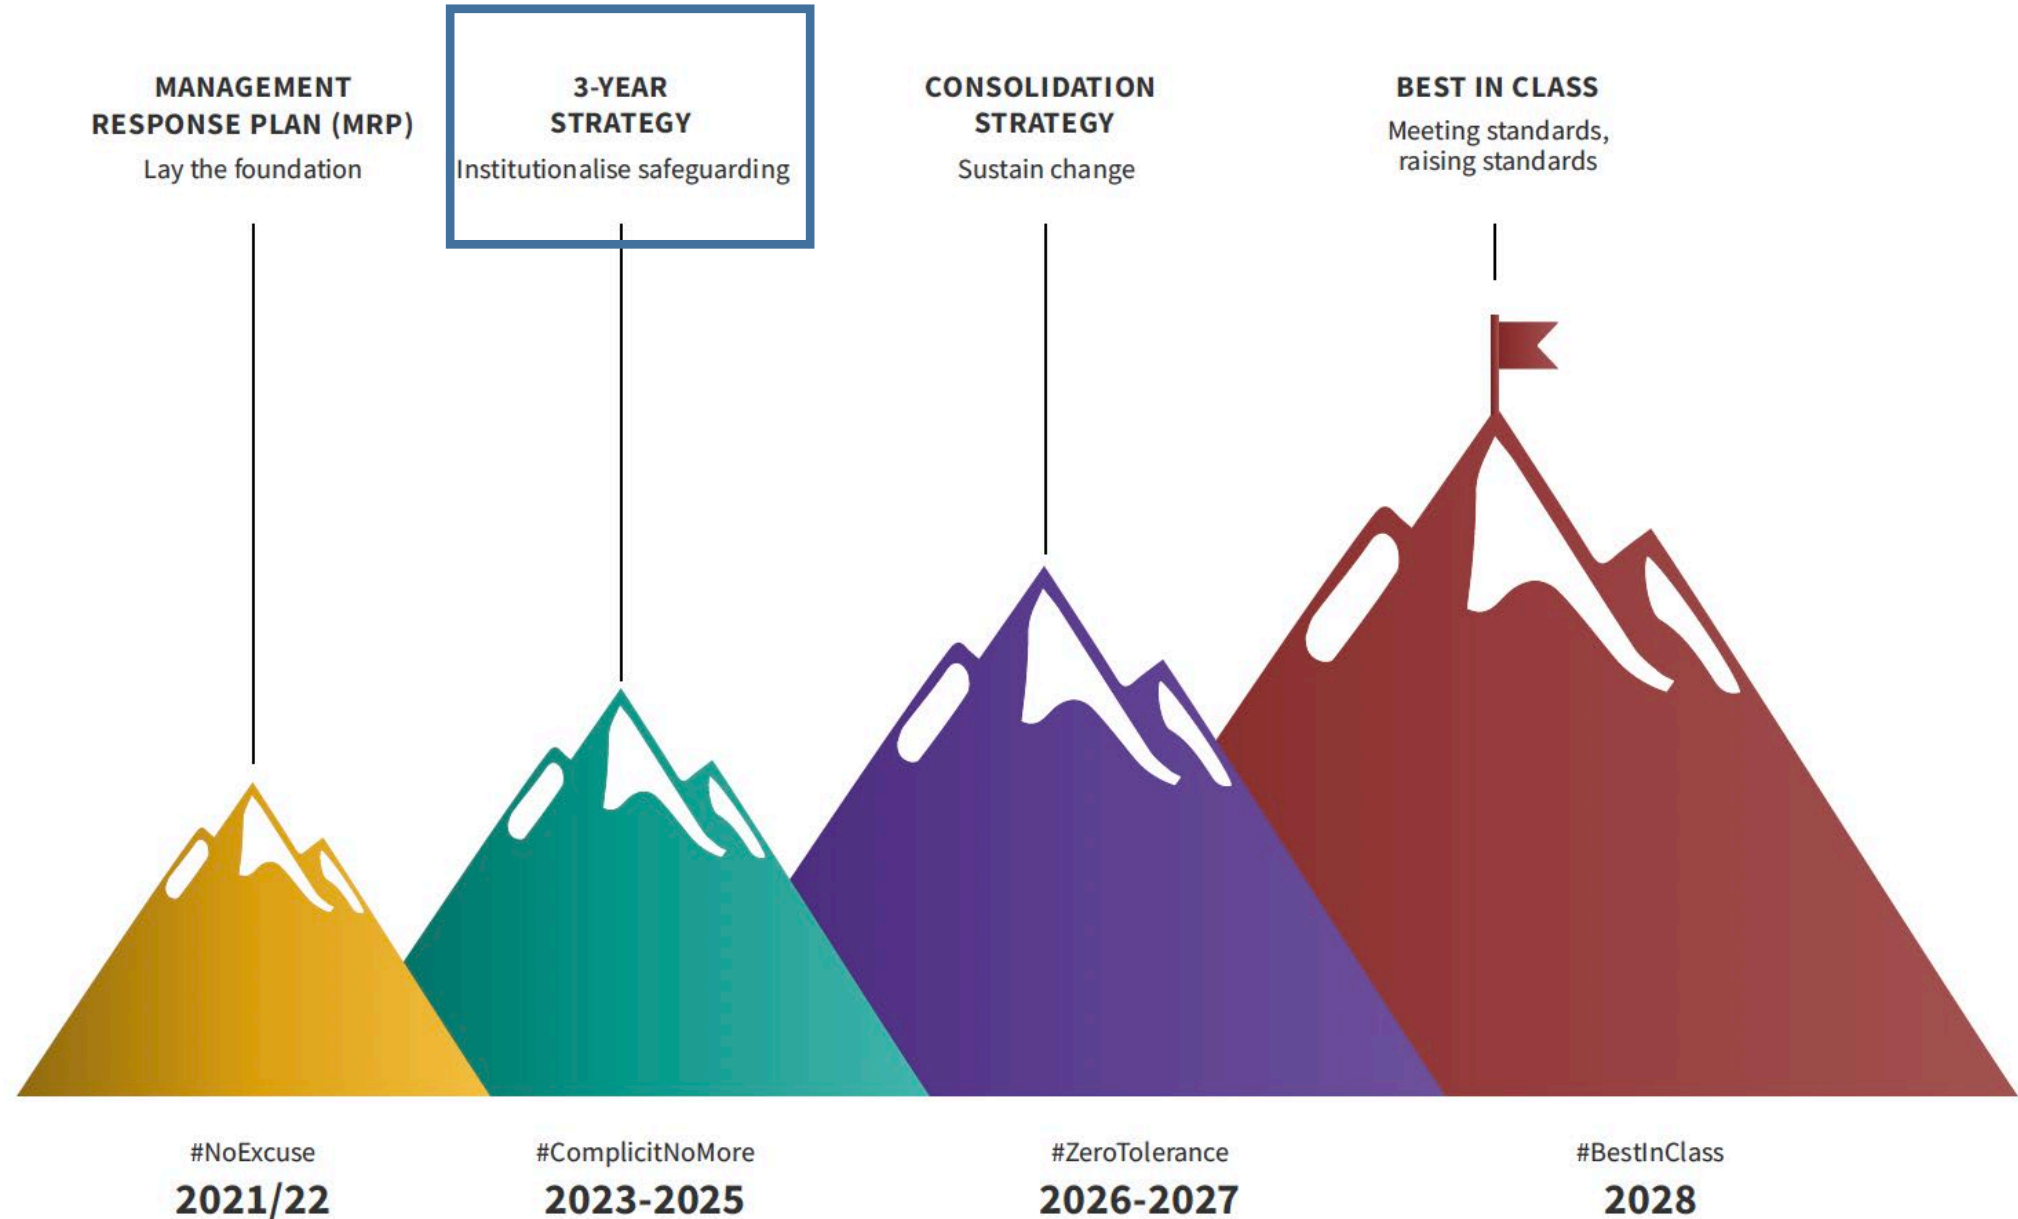 MANAGEMENT
RESPONSE PLAN (MRP)
Lay the foundation
3-YEAR
STRATEGY
Institutionalise safeguarding
CONSOLIDATION
STRATEGY
Sustain change
BEST IN CLASS
Meeting standards,
raising standards
#NoExcuse
2021/22
#ComplicitNoMore
2023-2025
#ZeroTolerance
2026-2027
#BestInClass
2028